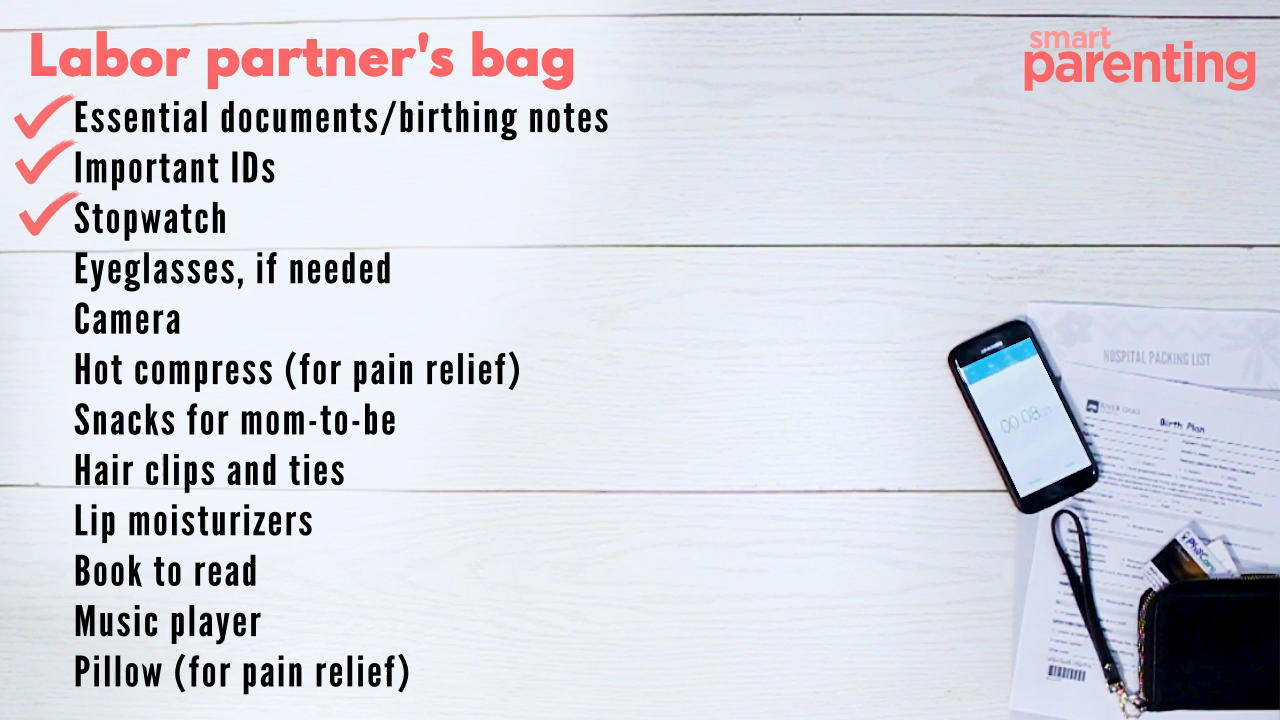 Labor partner's bag
smart
parenting
Essential documents/birthing notes
Important IDs
Stopwatch
Eyeglasses, if needed
Camera
Hot compress (for pain relief)
Snacks for mom-to-be
Hair clips and ties
Lip moisturizers
Book to read
Music player
Pillow (for pain relief)
HOSPITAL PACKING LIST
Birth Plan
00:08